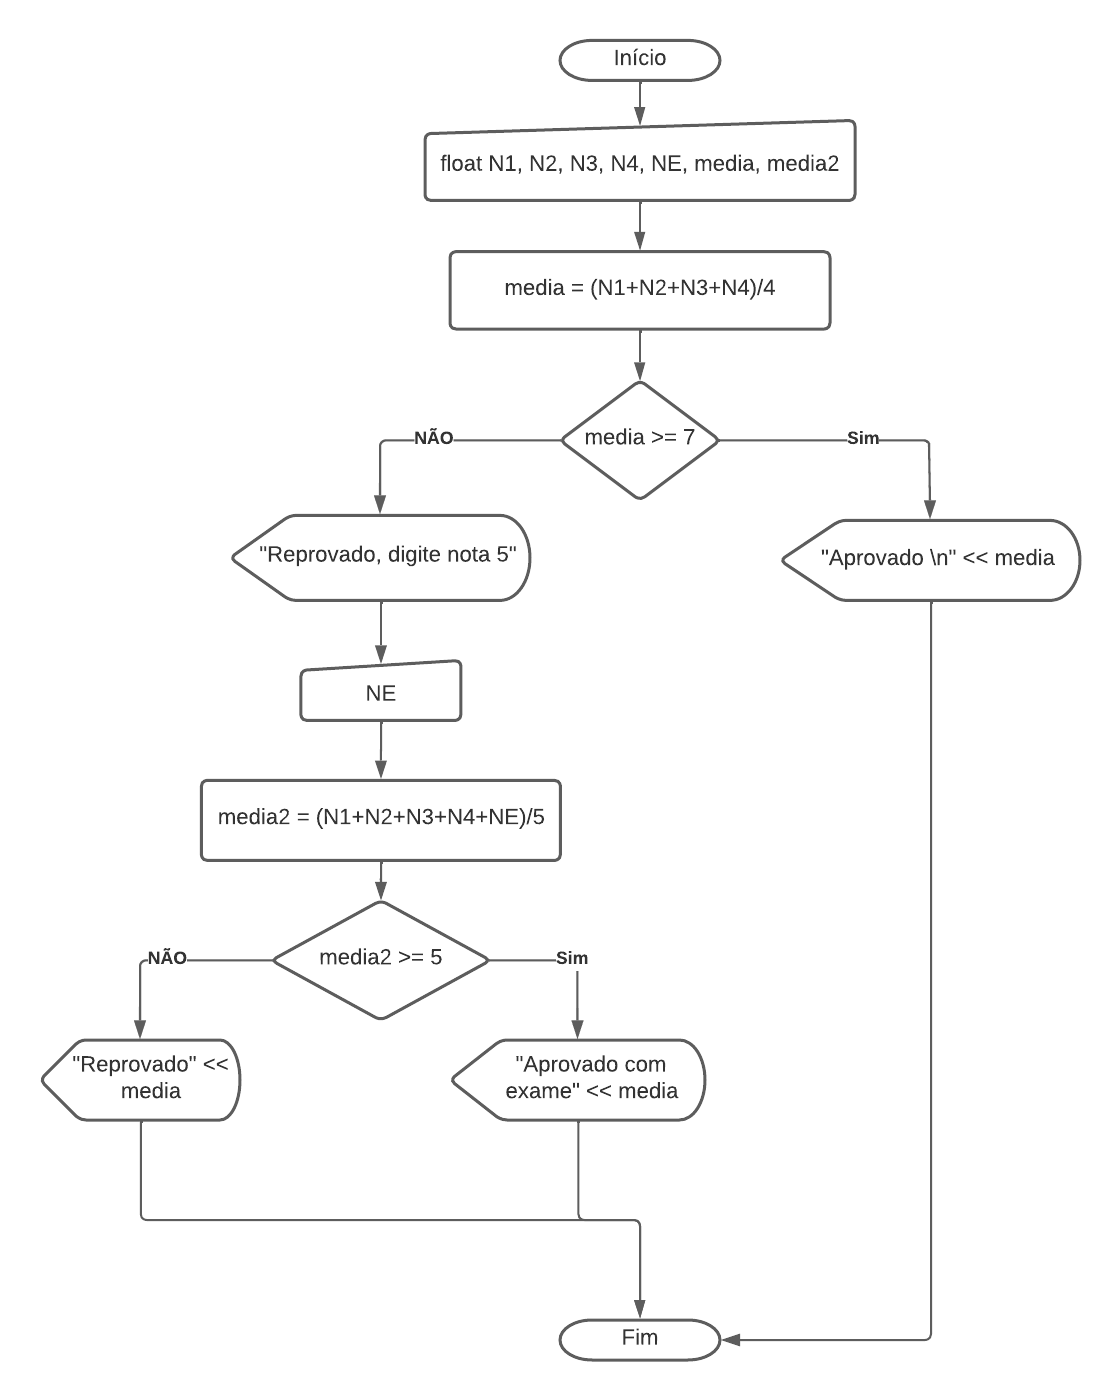 Início
float N1, N2, N3, N4, NE, media, media2
media = (N1+N2+N3+N4)/4
media >= 7
NÃO
Sim
"Reprovado, digite nota 5"
"Aprovado \n" << media
NE
media2 = (N1+N2+N3+N4+NE)/5
media2 >= 5
NÃO
Sim
"Reprovado" <<
media
"Aprovado com
exame" << media
Fim